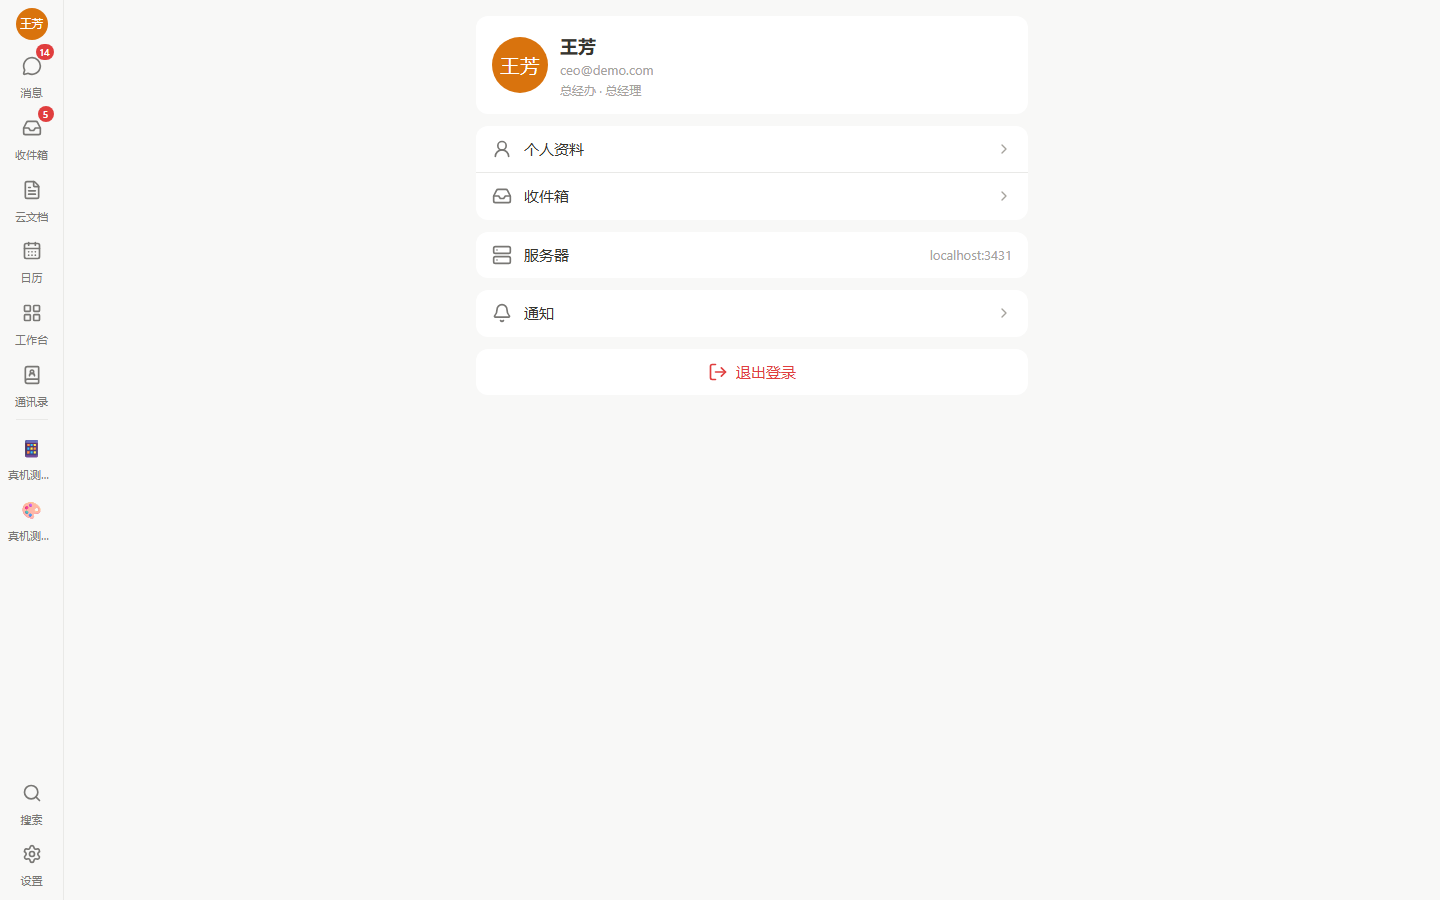 王芳
14
消息
5
收件箱
云文档
日历
工作台
通讯录
真机测...
真机测...
搜索
设置
王芳
王芳
ceo@demo.com
总经办 · 总经理
个人资料
收件箱
服务器
localhost:3431
通知
退出登录